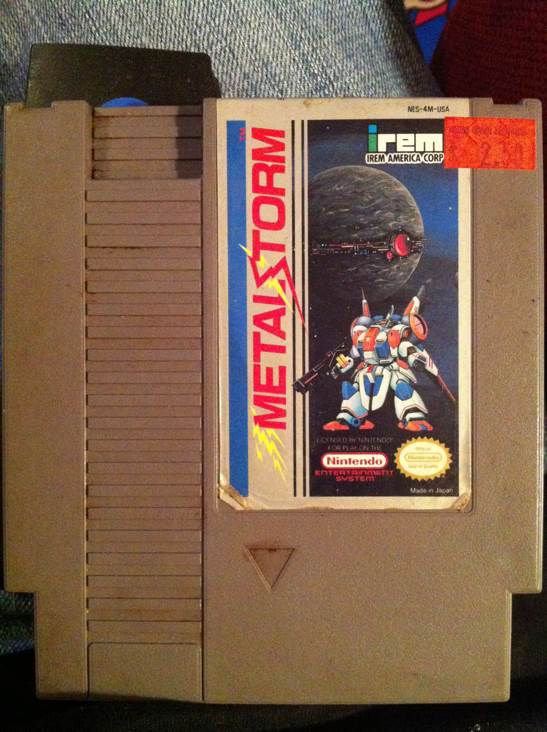 NES-4M-USA
irem
IREM AMERICA CORP
2.50
METAL STORM
TM
LICENSED BY NINTENDO
FOR PLAY ON THE
Nintendo
ENTERTAINMENT
SYSTEM
Nintendo
Made in Japan